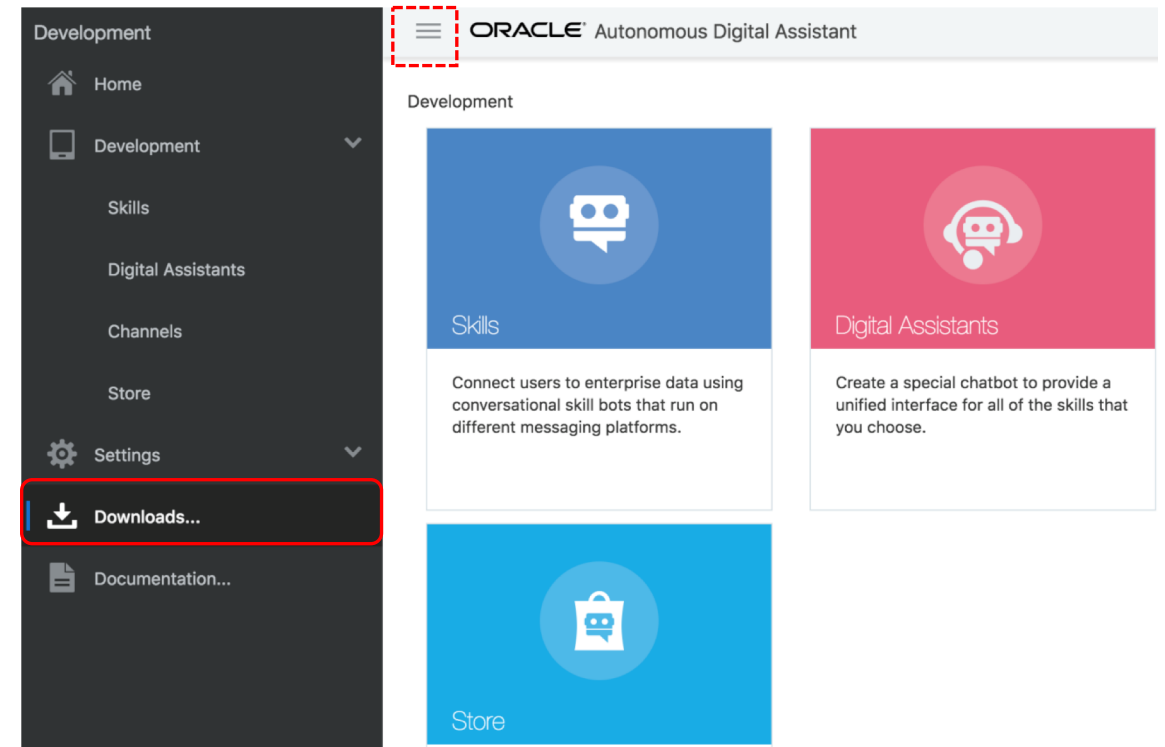 Development
Home
Development
Skills
Digital Assistants
Channels
Store
Settings
Downloads...
Documentation...
ORACLE® Autonomous Digital Assistant
Development
Skills
Connect users to enterprise data using
conversational skill bots that run on
different messaging platforms.
Digital Assistants
Create a special chatbot to provide a
unified interface for all of the skills that
you choose.
Store